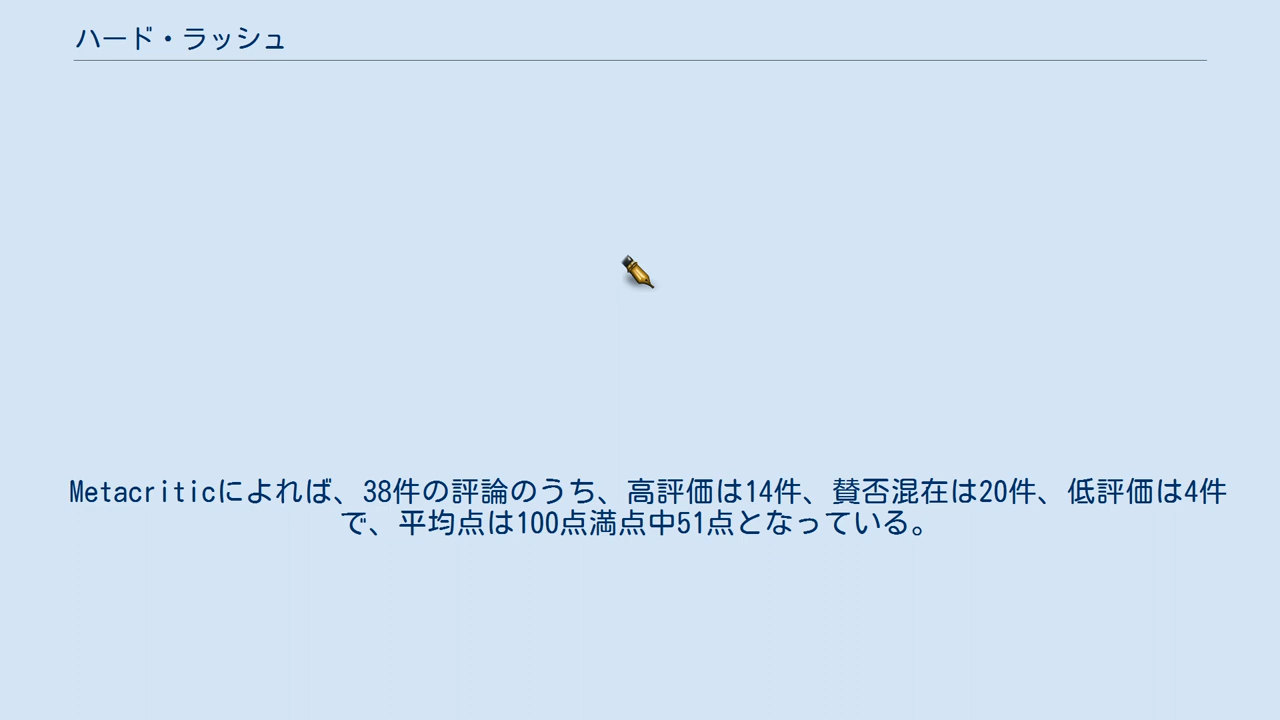 ハード・ラッシュ
Metacriticによれば、38件の評論のうち、高評価は14件、賛否混在は20件、低評価は4件
で、平均点は100点満点中51点となっている。